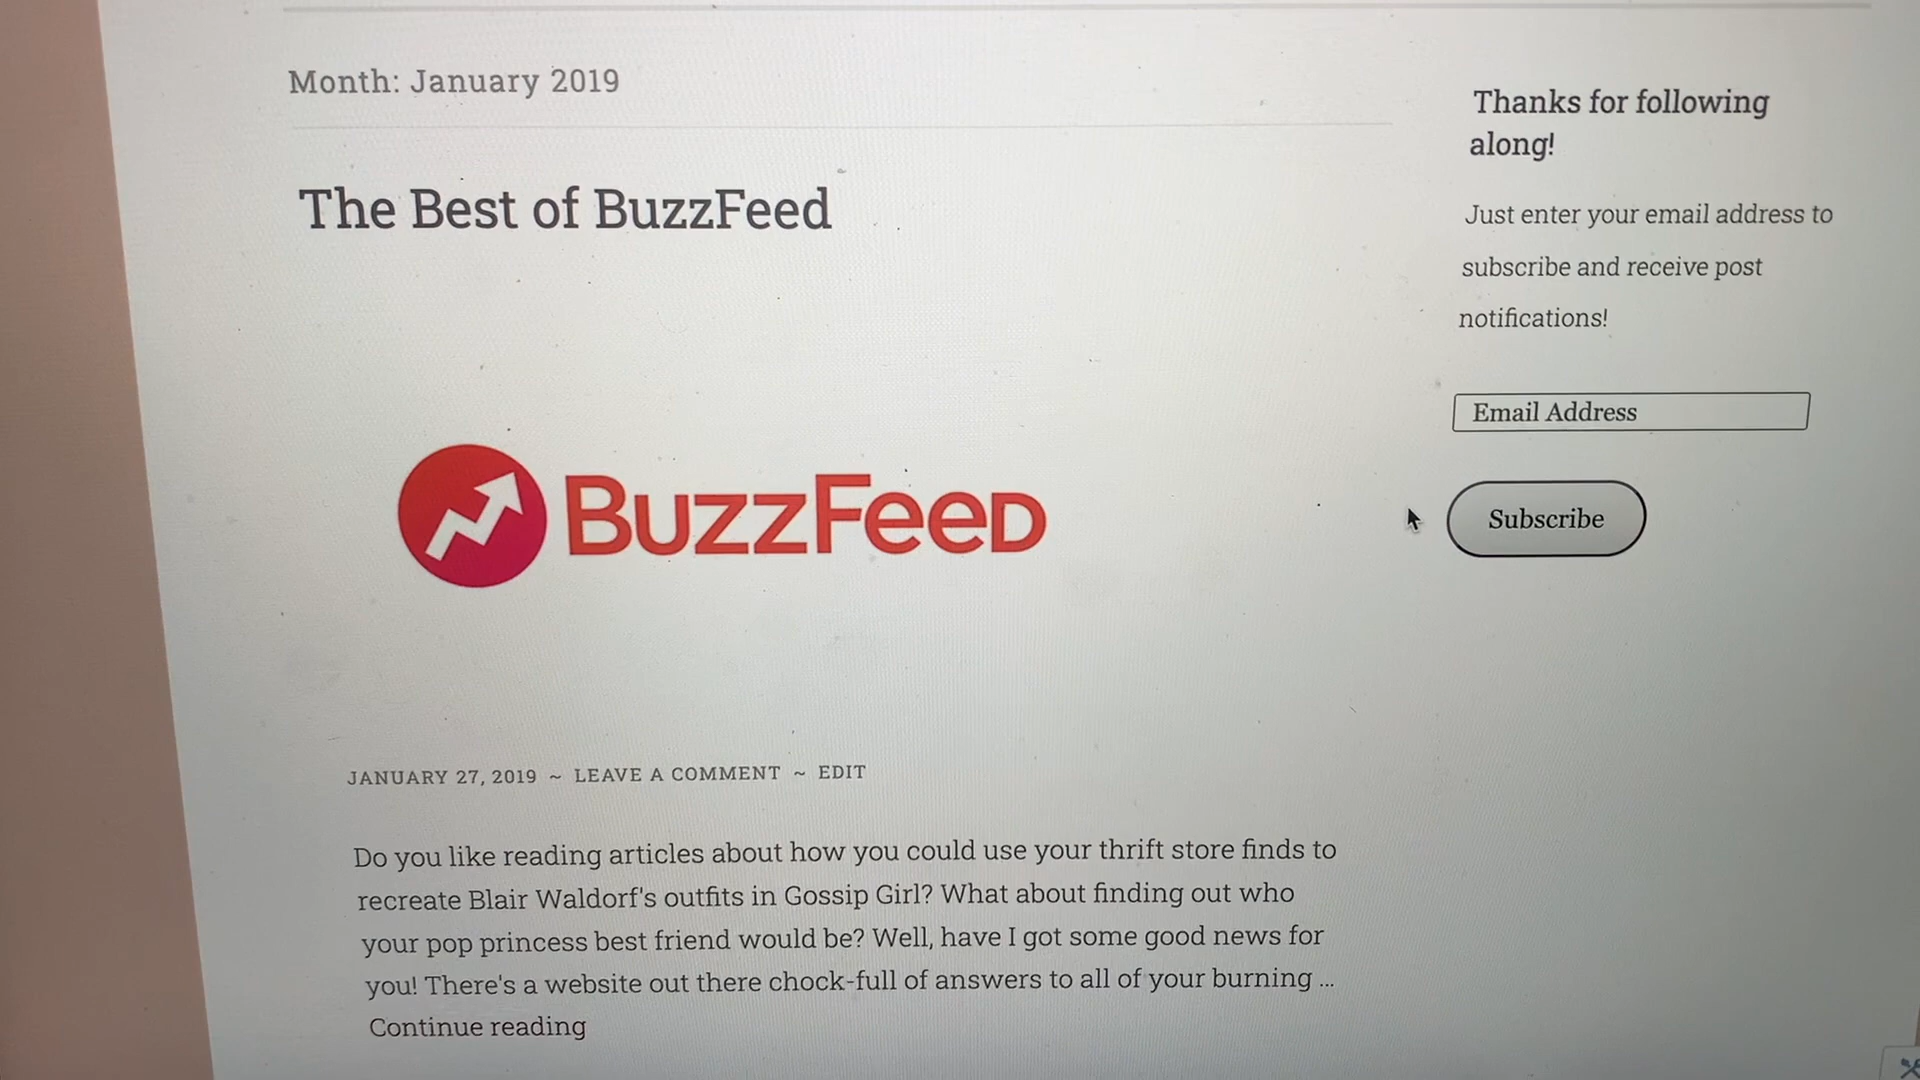 Month: January 2019
The Best of BuzzFeed
BuzzFeed
JANUARY 27, 2019 ~ LEAVE A COMMENT ~ EDIT
Do you like reading articles about how you could use your thrift store finds to
recreate Blair Waldorf's outfits in Gossip Girl? What about finding out who
your pop princess best friend would be? Well, have I got some good news for
you! There's a website out there chock-full of answers to all of your burning ...
Continue reading
Thanks for following
along!
Just enter your email address to
subscribe and receive post
notifications!
Email Address
Subscribe